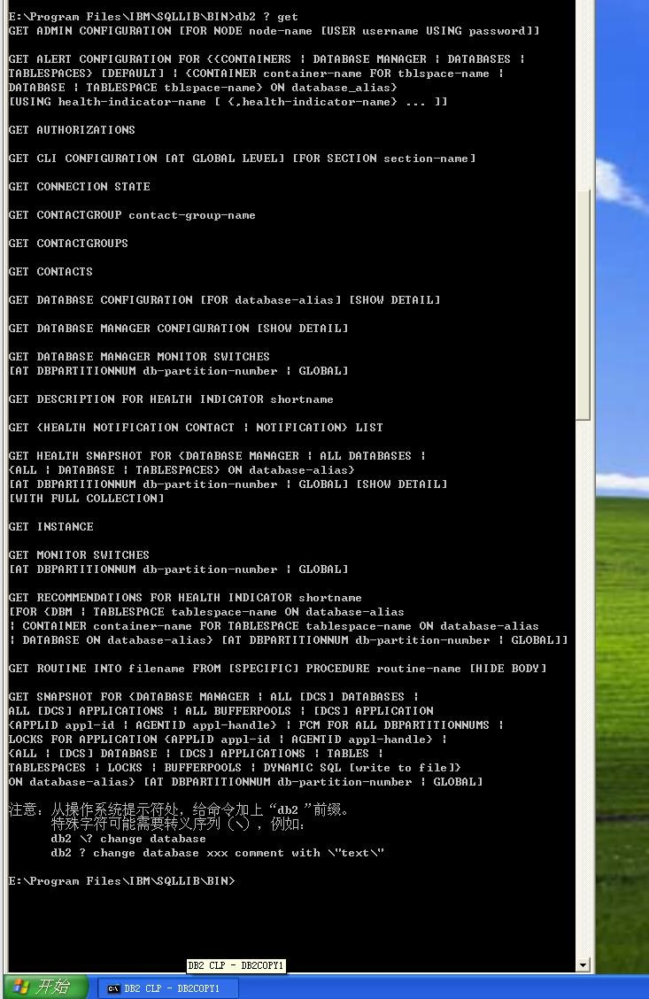 E:\Program Files\IBM\SQLLIB\BIN>db2 ? get
GET ADMIN CONFIGURATION [FOR NODE node-name [USER username USING password]]
GET ALERT CONFIGURATION FOR {{CONTAINERS | DATABASE MANAGER | DATABASES |
TABLESPACES} [DEFAULT] | {CONTAINER container-name FOR tblspace-name |
DATABASE | TABLESPACE tblspace-name} ON database_alias}
[USING health-indicator-name [ {,health-indicator-name} ... ]]
GET AUTHORIZATIONS
GET CLI CONFIGURATION [AT GLOBAL LEVEL] [FOR SECTION section-name]
GET CONNECTION STATE
GET CONTACTGROUP contact-group-name
GET CONTACTGROUPS
GET CONTACTS
GET DATABASE CONFIGURATION [FOR database-alias] [SHOW DETAIL]
GET DATABASE MANAGER CONFIGURATION [SHOW DETAIL]
GET DATABASE MANAGER MONITOR SWITCHES
[AT DBPARTITIONNUM db-partition-number | GLOBAL]
GET DESCRIPTION FOR HEALTH INDICATOR shortname
GET {HEALTH NOTIFICATION CONTACT | NOTIFICATION} LIST
GET HEALTH SNAPSHOT FOR {DATABASE MANAGER | ALL DATABASES |
{ALL | DATABASE | TABLESPACES} ON database-alias}
[AT DBPARTITIONNUM db-partition-number | GLOBAL] [SHOW DETAIL]
[WITH FULL COLLECTION]
GET INSTANCE
GET MONITOR SWITCHES
[AT DBPARTITIONNUM db-partition-number | GLOBAL]
GET RECOMMENDATIONS FOR HEALTH INDICATOR shortname
[FOR {DBM | TABLESPACE tablespace-name ON database-alias
| CONTAINER container-name FOR TABLESPACE tablespace-name ON database-alias
| DATABASE ON database-alias} [AT DBPARTITIONNUM db-partition-number | GLOBAL]]
GET ROUTINE INTO filename FROM [SPECIFIC] PROCEDURE routine-name [HIDE BODY]
GET SNAPSHOT FOR {DATABASE MANAGER | ALL [DCS] DATABASES |
ALL [DCS] APPLICATIONS | ALL BUFFERPOOLS | [DCS] APPLICATION
{APPLID appl-id | AGENTID appl-handle} | FCM FOR ALL DBPARTITIONNUMS |
LOCKS FOR APPLICATION {APPLID appl-id | AGENTID appl-handle} |
{ALL | [DCS] DATABASE | [DCS] APPLICATIONS | TABLES |
TABLESPACES | LOCKS | BUFFERPOOLS | DYNAMIC SQL [write to file]}
ON database-alias} [AT DBPARTITIONNUM db-partition-number | GLOBAL]
注意：从操作系统提示符处，给命令加上“db2 ”前缀。
特殊字符可能需要转义序列（\），例如：
db2 \? change database
db2 ? change database xxx comment with \"text\"
E:\Program Files\IBM\SQLLIB\BIN>
DB2 CLP - DB2COPY1
开始
C:\ DB2 CLP - DB2COPY1